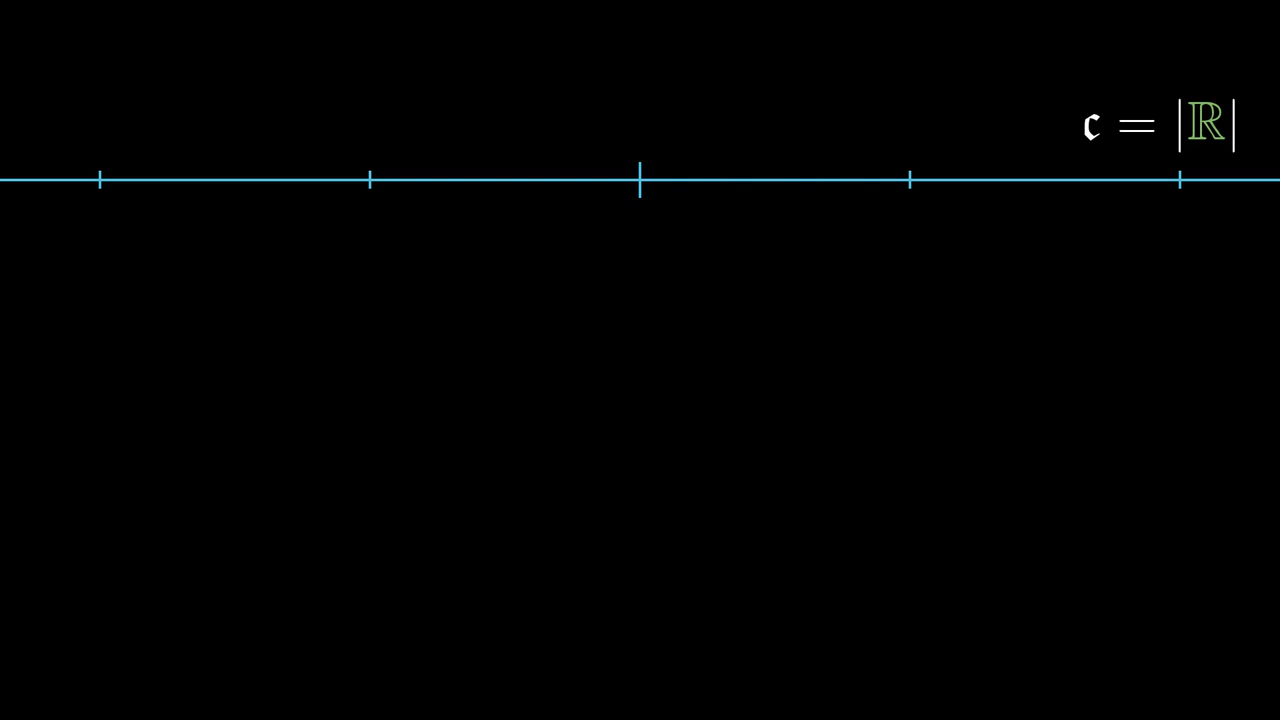 𝔠 = |ℝ|